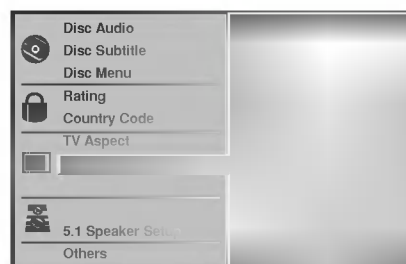 Disc Audio
Disc Subtitle
Disc Menu
Rating
Country Code
TV Aspect
5.1 Speaker Setup
Others